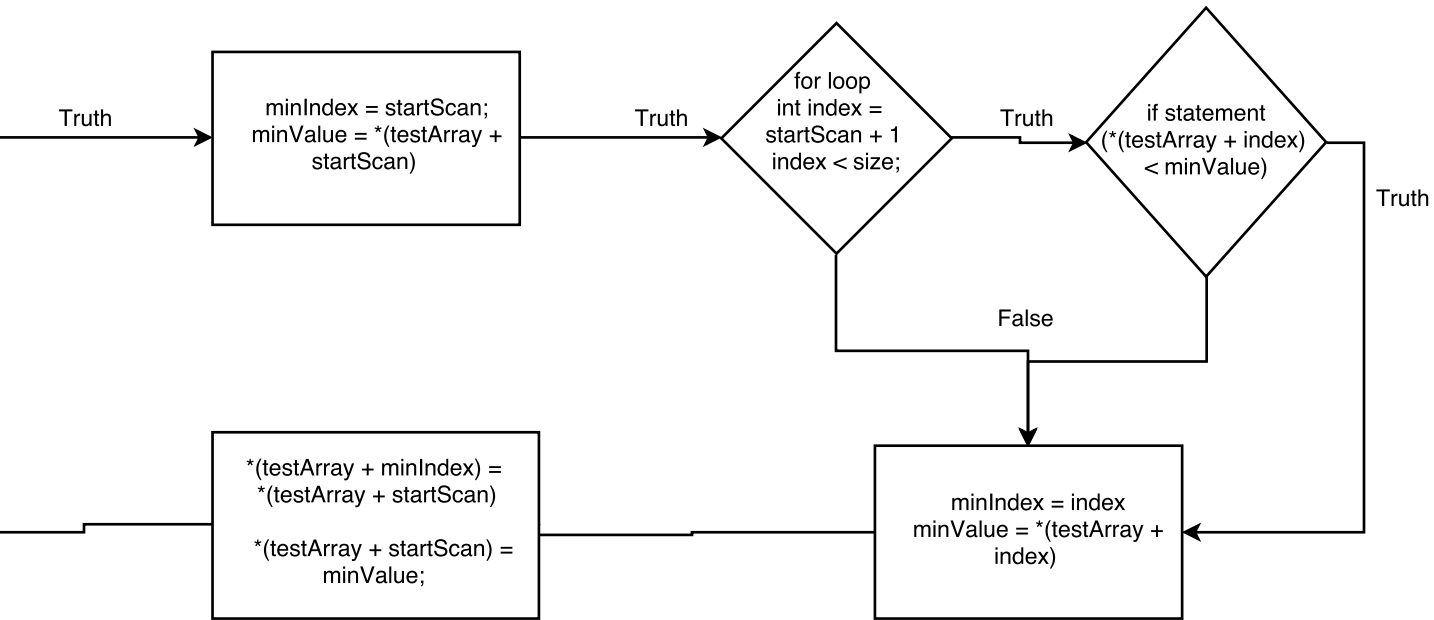 Truth
minIndex = startScan;
minValue = *(testArray +
startScan)
Truth
for loop
int index =
startScan + 1
index < size;
Truth
if statement
(*(testArray + index)
< minValue)
Truth
False
*(testArray + minIndex) =
*(testArray + startScan)
*(testArray + startScan) =
minValue;
minIndex = index
minValue = *(testArray +
index)